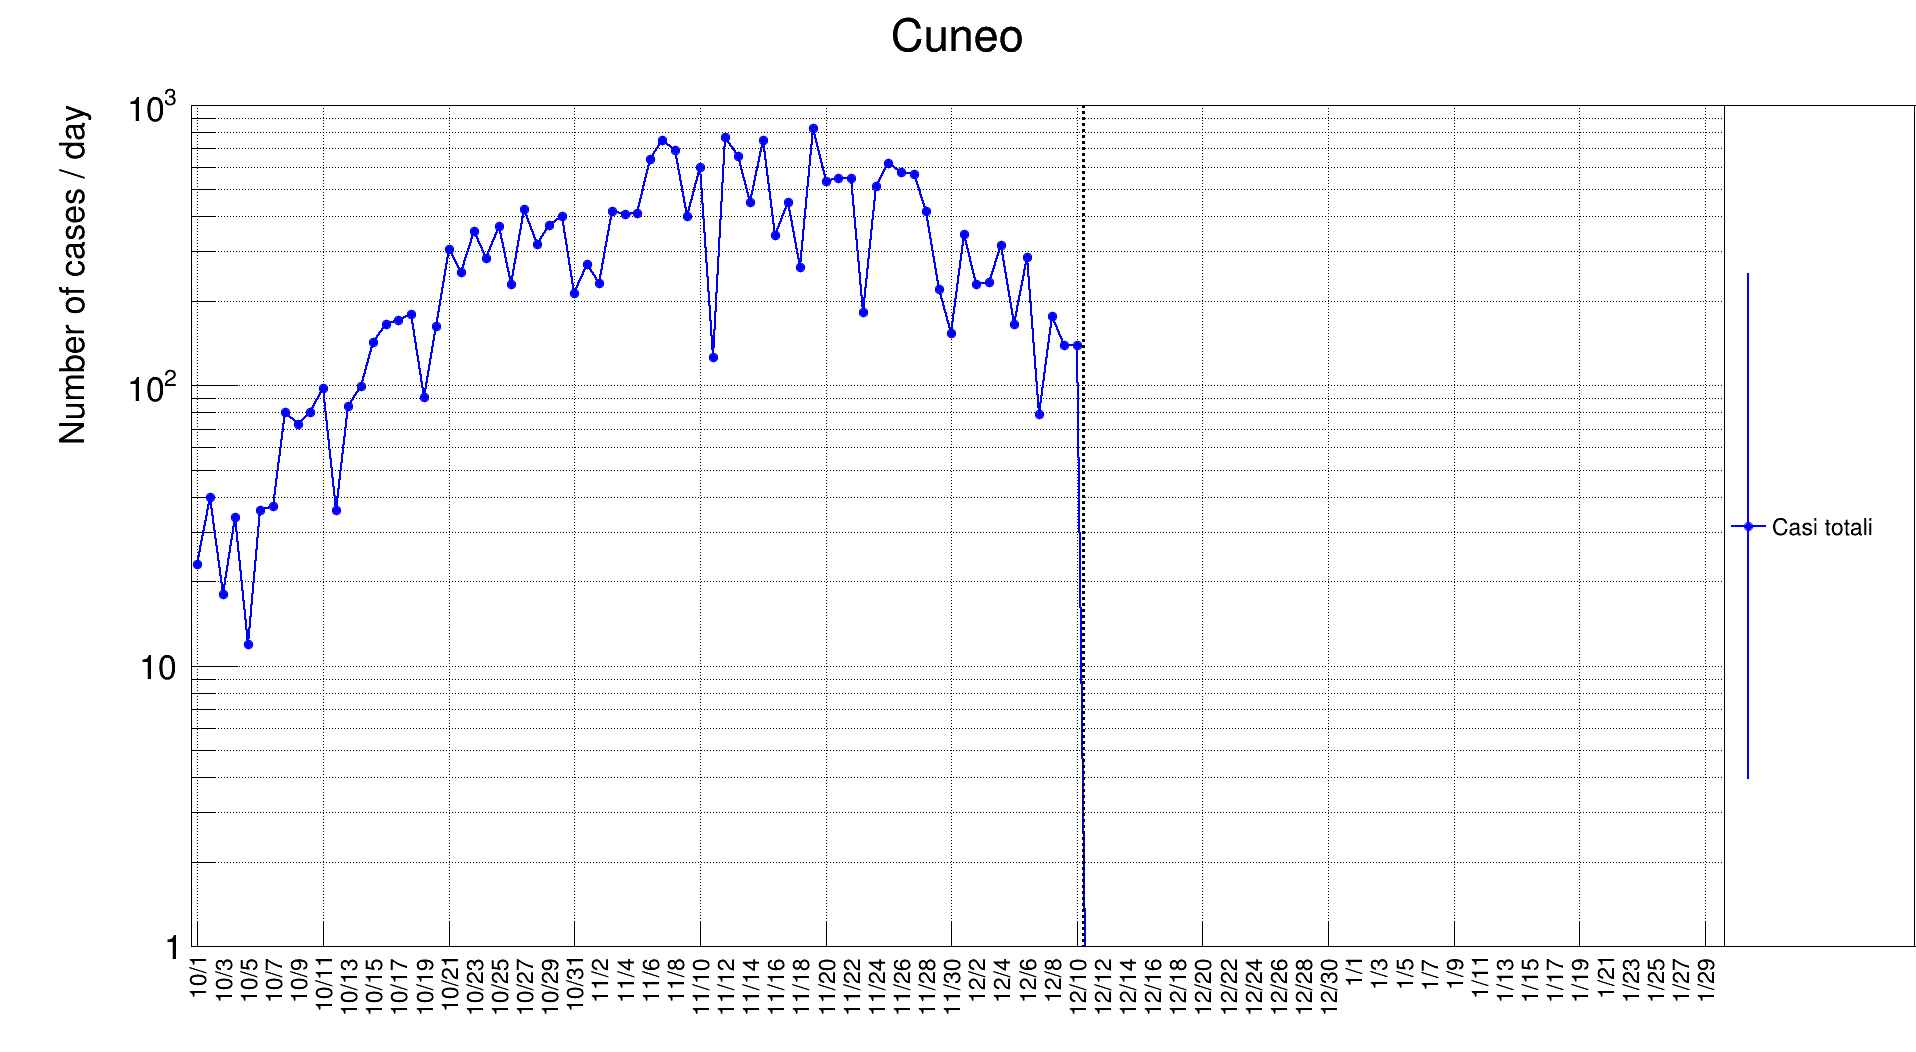 Cuneo
Number of cases / day
10³
10²
10
1
10/1 10/3 10/5 10/7 10/9 10/11 10/13 10/15 10/17 10/19 10/21 10/23 10/25 10/27 10/29 10/31 11/2 11/4 11/6 11/8 11/10 11/12 11/14 11/16 11/18 11/20 11/22 11/24 11/26 11/28 11/30 12/2 12/4 12/6 12/8 12/10 12/12 12/14 12/16 12/18 12/20 12/22 12/24 12/26 12/28 12/30 1/1 1/3 1/5 1/7 1/9 1/11 1/13 1/15 1/17 1/19 1/21 1/23 1/25 1/27 1/29
Casi totali